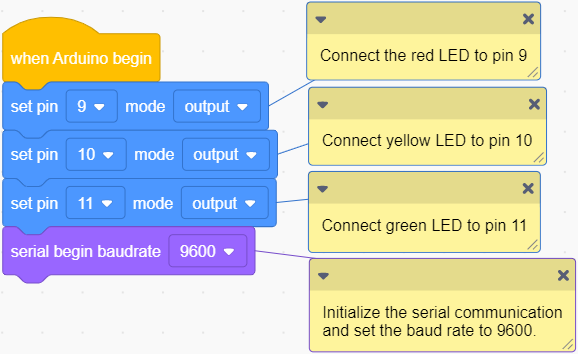 when Arduino begin
set pin 9 mode output
set pin 10 mode output
set pin 11 mode output
serial begin baudrate 9600
Connect the red LED to pin 9
Connect yellow LED to pin 10
Connect green LED to pin 11
Initialize the serial communication
and set the baud rate to 9600.